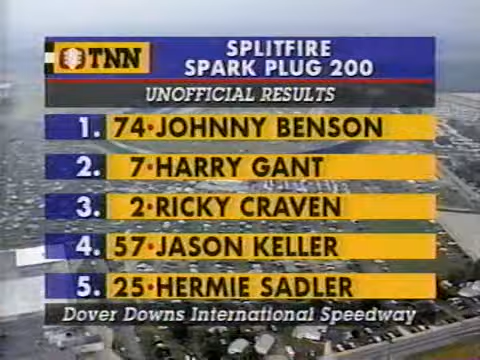 TNN
SPLITFIRE
SPARK PLUG 200
UNOFFICIAL RESULTS
1. 74•JOHNNY BENSON
2. 7•HARRY GANT
3. 2•RICKY CRAVEN
4. 57•JASON KELLER
5. 25•HERMIE SADLER
Dover Downs International Speedway